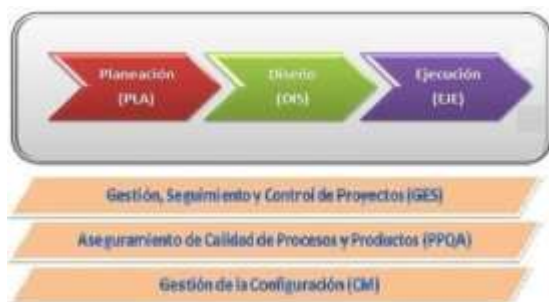 Planeación
(PLA)
Diseño
(DIS)
Ejecución
(EJE)
Gestión, Seguimiento y Control de Proyectos (GES)
Aseguramiento de Calidad de Procesos y Productos (PPQA)
Gestión de la Configuración (CM)